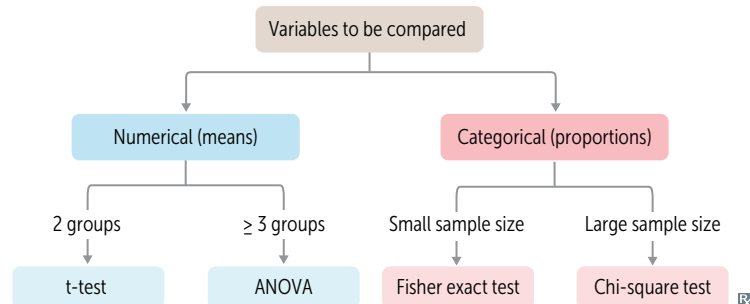 Variables to be compared
Numerical (means)
Categorical (proportions)
2 groups
≥ 3 groups
Small sample size
Large sample size
t-test
ANOVA
Fisher exact test
Chi-square test